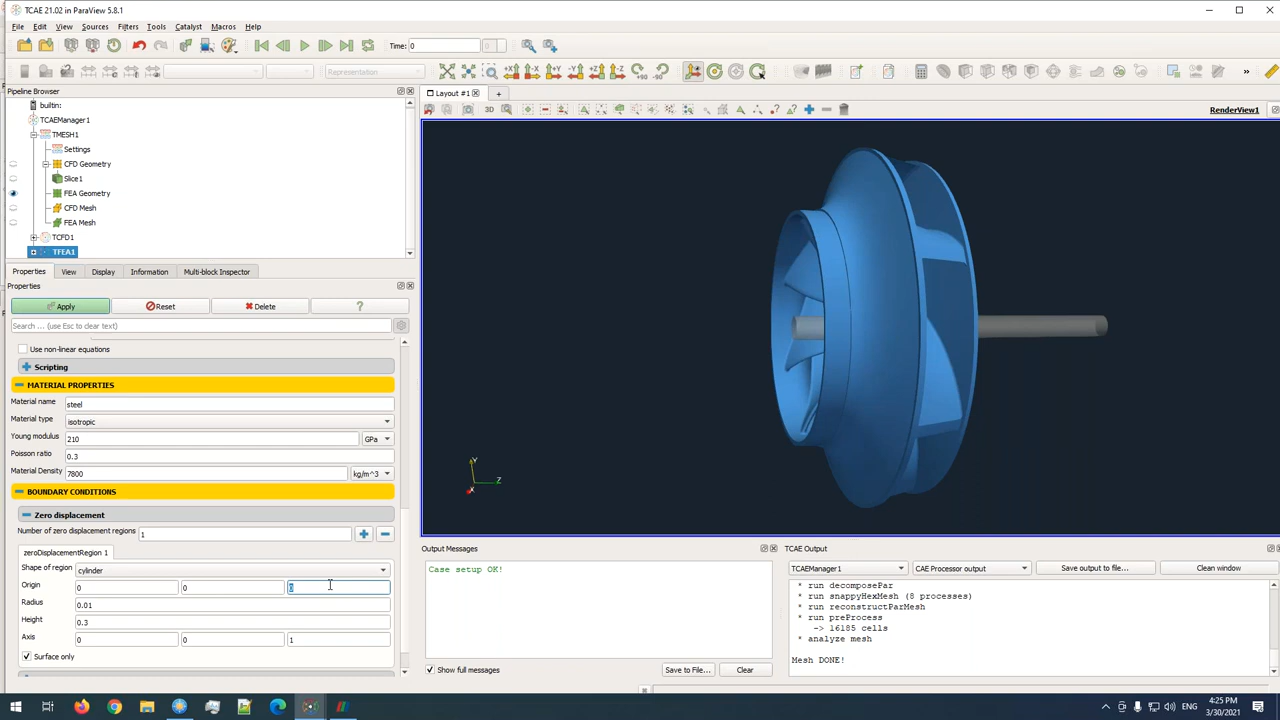 TCAE 21.02 in ParaView 5.8.1
File Edit View Sources Filters Tools Catalyst Macros Help
Time: 0 0
+X -X +Y -Y +Z -Z +90 -90
Representation
Pipeline Browser
Layout #1
3D
RenderView1
builtin:
TCAEManager1
TMESH1
Settings
CFD Geometry
Slice1
FEA Geometry
CFD Mesh
FEA Mesh
TCFD1
TFEA1
Properties View Display Information Multi-block Inspector
Properties
Apply Reset Delete ?
Search ... (use Esc to clear text)
Use non-linear equations
Scripting
MATERIAL PROPERTIES
Material name steel
Material type isotropic
Young modulus 210 GPa
Poisson ratio 0.3
Material Density 7800 kg/m^3
BOUNDARY CONDITIONS
Zero displacement
Number of zero displacement regions 1
zeroDisplacementRegion 1
Shape of region cylinder
Origin 0 0 0
Radius 0.01
Height 0.3
Axis 0 0 1
Surface only
Y
Z
X
Output Messages
Case setup OK!
Show full messages Save to File... Clear
TCAE Output
TCAEManager1 CAE Processor output Save output to file... Clean window
* run decomposePar
* run snappyHexMesh (8 processes)
* run reconstructParMesh
* run preProcess
-> 16185 cells
* analyze mesh
Mesh DONE!
4:25 PM
3/30/2021